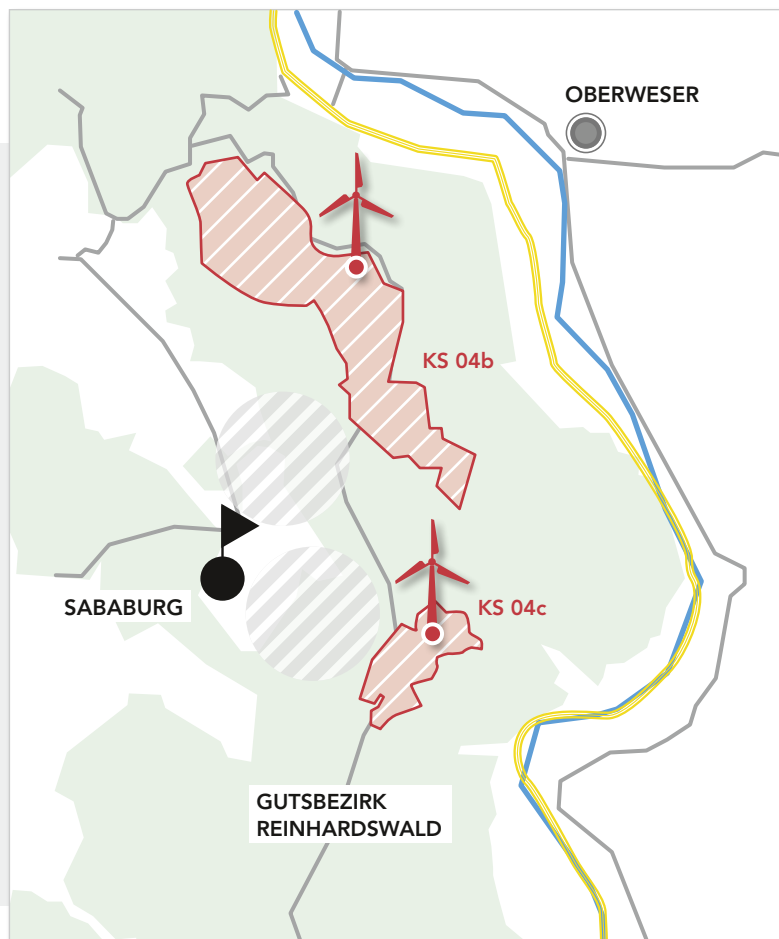 OBERWESER
KS 04b
KS 04c
SABABURG
GUTSBEZIRK
REINHARDSWALD